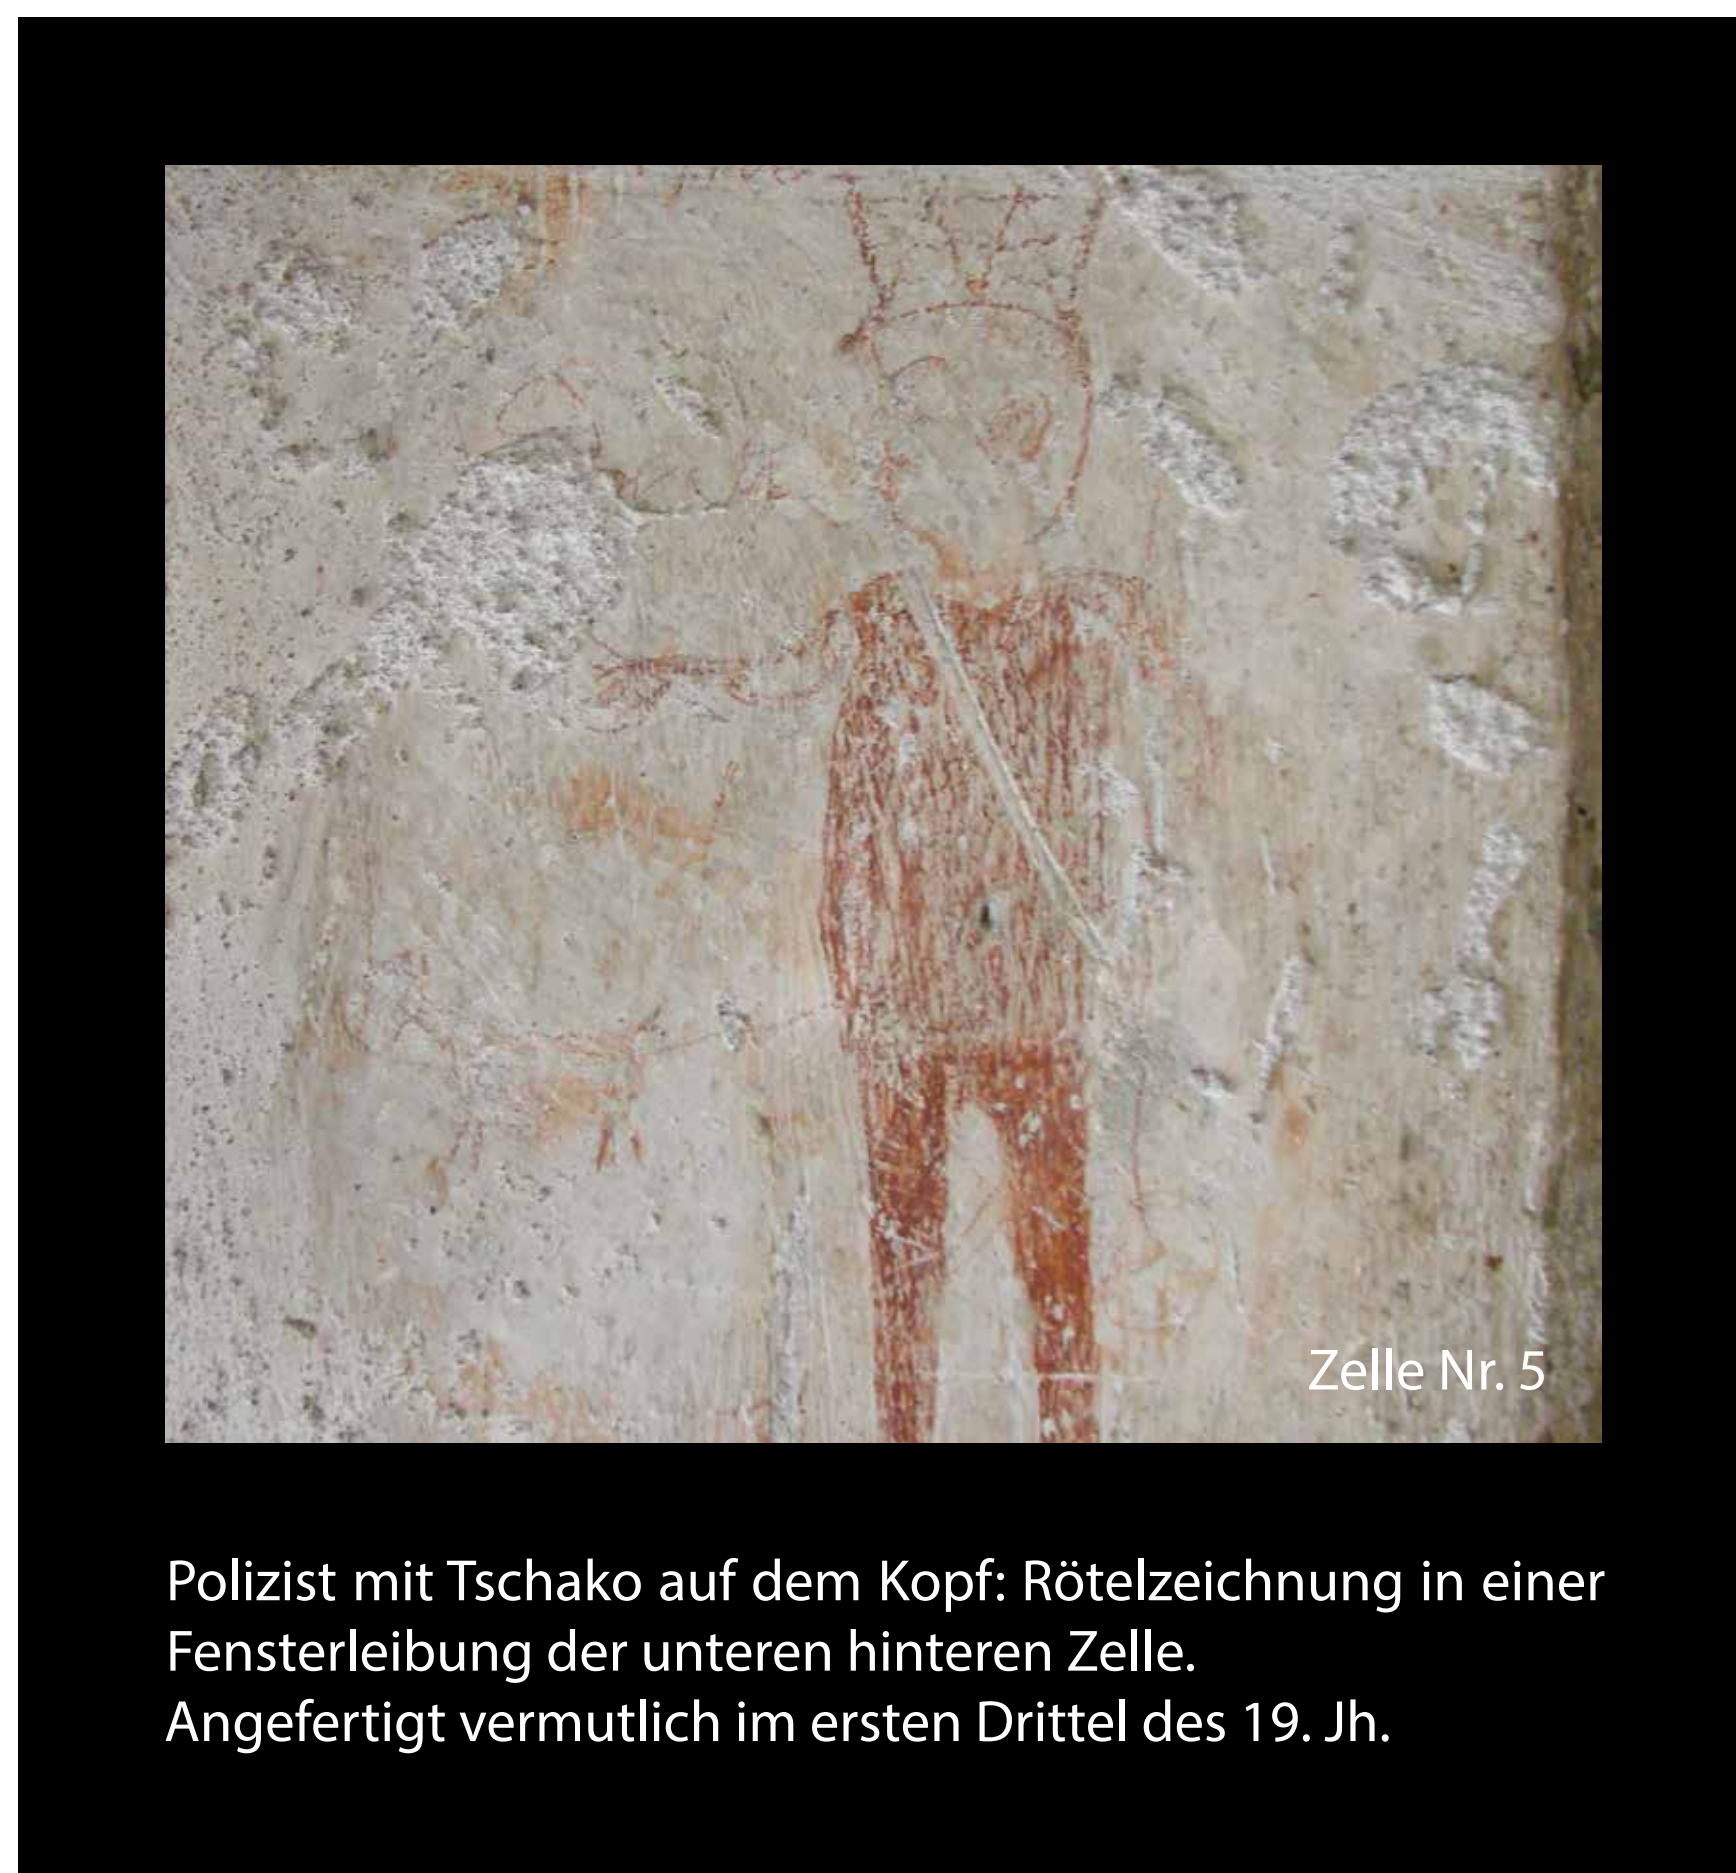 Zelle Nr. 5
Polizist mit Tschako auf dem Kopf: Rötelzeichnung in einer
Fensterleibung der unteren hinteren Zelle.
Angefertigt vermutlich im ersten Drittel des 19. Jh.